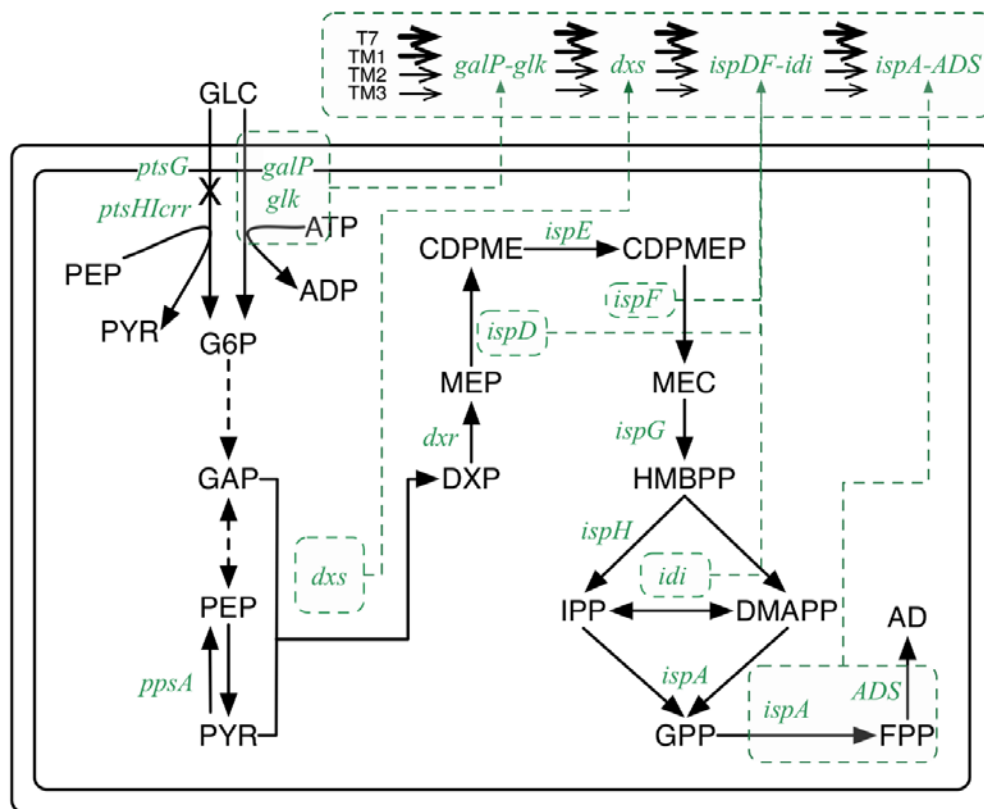 T7
TM1
TM2
TM3
galP-glk
dxs
ispDF-idi
ispA-ADS
GLC
ptsG
galP
ptsHIcrr
glk
ATP
PEP
ADP
PYR
G6P
CDPME
ispE
CDPMEP
ispF
ispD
MEP
MEC
dxr
ispG
GAP
DXP
HMBPP
ispH
dxs
idi
PEP
IPP
DMAPP
AD
ppsA
ispA
ADS
ispA
PYR
GPP
FPP
X